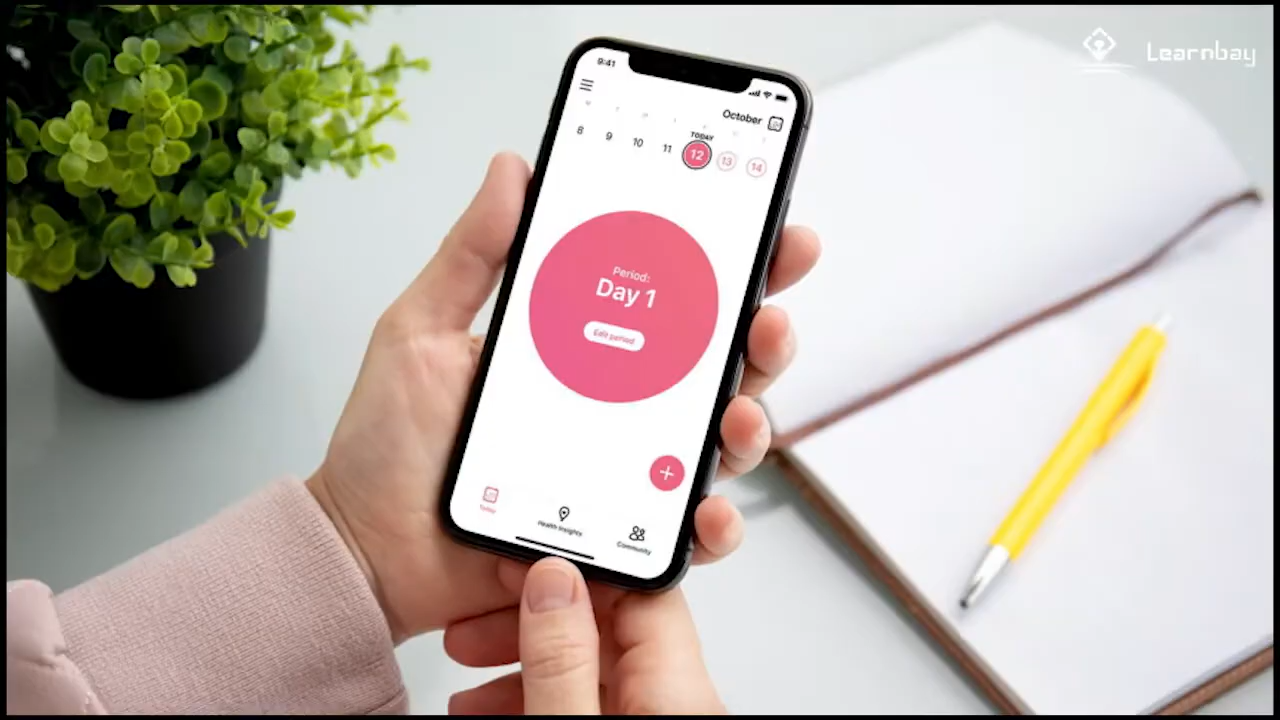 Learnbay
9:41
October
TODAY
8 9 10 11 12 13 14
Period:
Day 1
Edit period
Today
Health Insights
Community